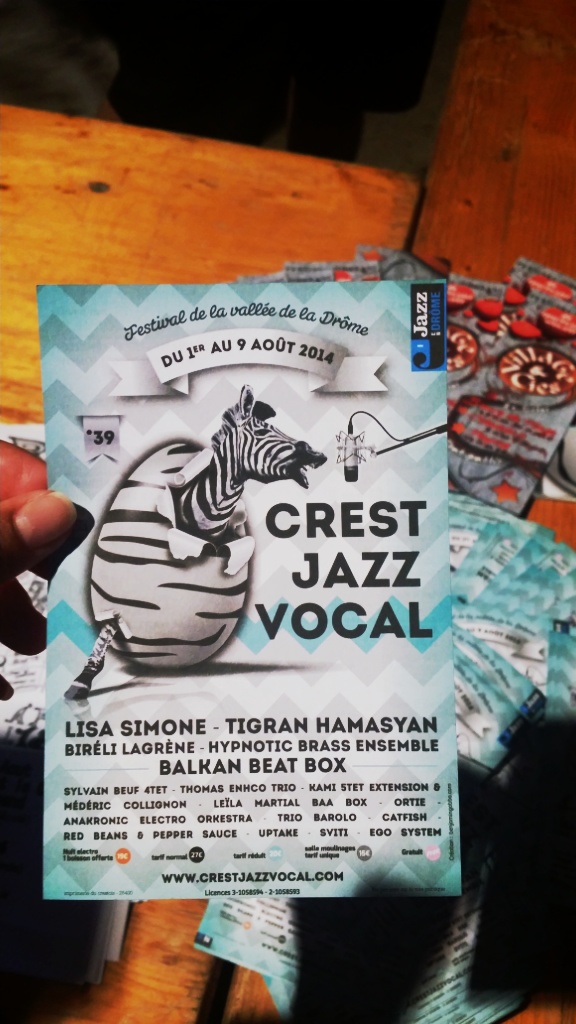 Festival de la vallée de la Drôme
DU 1ER AU 9 AOÛT 2014
Jazz
DRÔME
°39
CREST
JAZZ
VOCAL
LISA SIMONE - TIGRAN HAMASYAN
BIRÉLI LAGRÈNE - HYPNOTIC BRASS ENSEMBLE
BALKAN BEAT BOX
SYLVAIN BEUF 4TET - THOMAS ENHCO TRIO - KAMI 5TET EXTENSION &
MÉDÉRIC COLLIGNON - LEÏLA MARTIAL BAA BOX - ORTIE -
ANAKRONIC ELECTRO ORKESTRA - TRIO BAROLO - CATFISH -
RED BEANS & PEPPER SAUCE - UPTAKE - SVITI - EGO SYSTEM
Nuit electro
1 boisson offerte 15€ tarif normal 27€ tarif réduit salle moulinages
tarif unique 15€ Gratuit
WWW.CRESTJAZZVOCAL.COM
Licences 3-1058594 - 2-1058593
VILLAGE